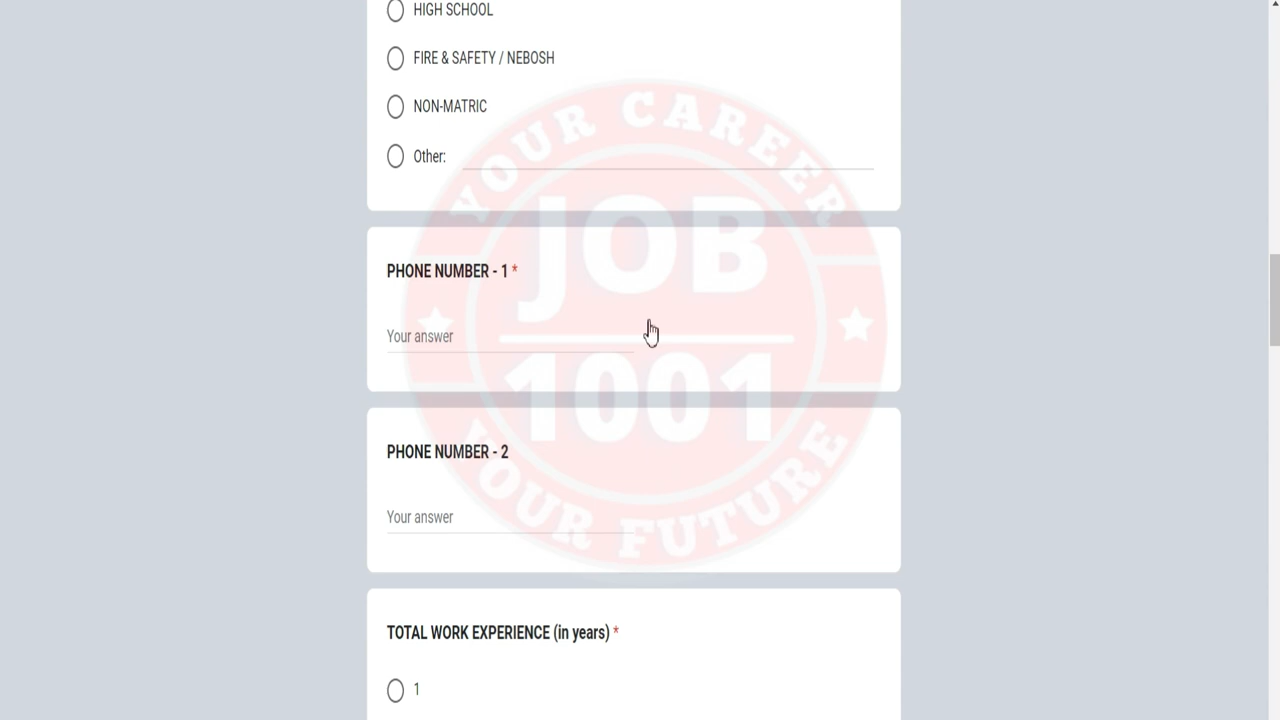 HIGH SCHOOL
FIRE & SAFETY / NEBOSH
NON-MATRIC
Other:
YOUR CAREER
JOB
1001
YOUR FUTURE
PHONE NUMBER - 1 *
Your answer
PHONE NUMBER - 2
Your answer
TOTAL WORK EXPERIENCE (in years) *
1